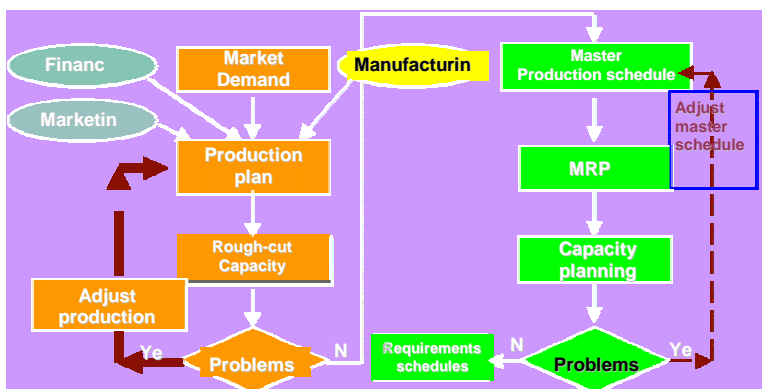 Financ
Market
Demand
Manufacturin
Marketin
Production
plan
Rough-cut
Capacity
Adjust
production
Ye
Problems
N
Master
Production schedule
Adjust
master
schedule
MRP
Capacity
planning
Requirements
schedules
N
Problems
Ye